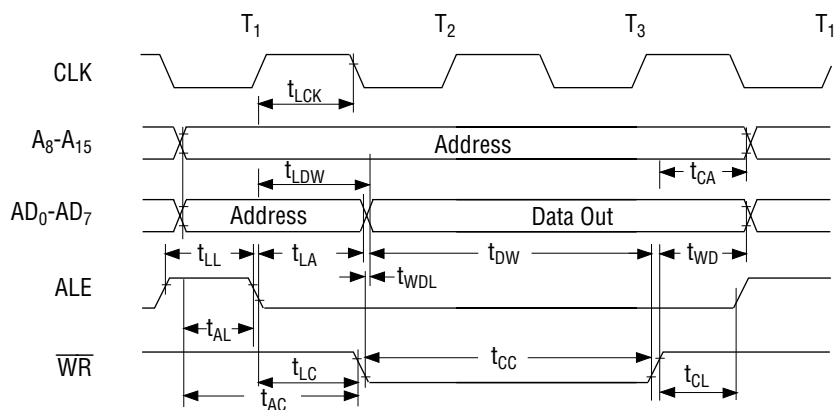 T1 T2 T3 T1
CLK
tLCK
A8-A15
Address
tLDW
tCA
AD0-AD7
Address
Data Out
tLL
tLA
tDW
tWD
tWDL
ALE
tAL
tCC
WR
tLC
tCL
tAC